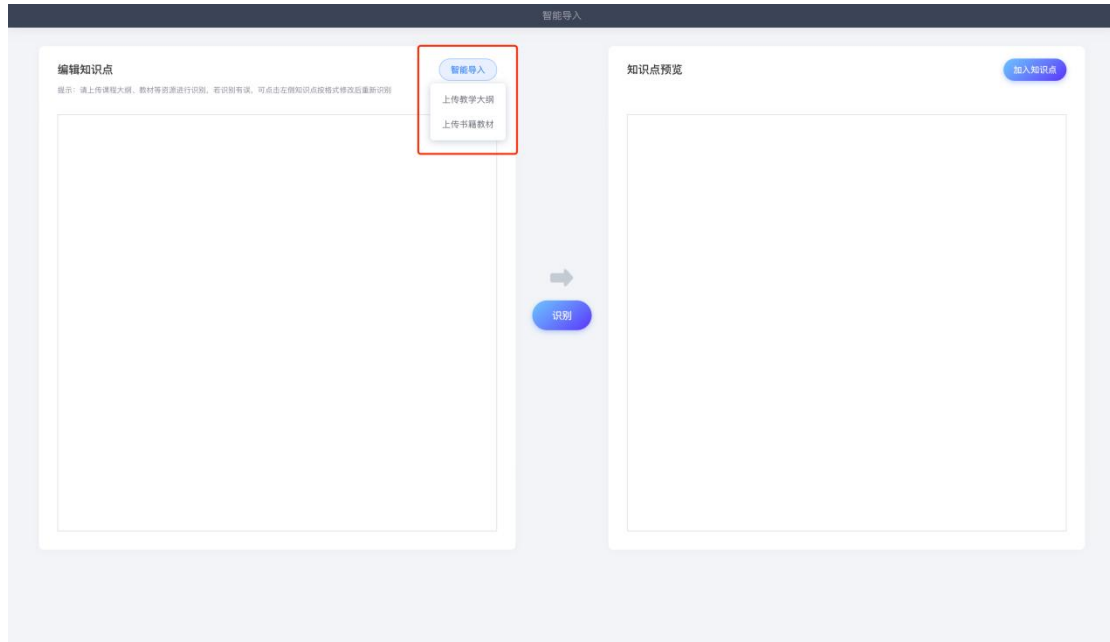 智能导入
编辑知识点
智能导入
提示：请上传课程大纲、教材等资源进行识别，若识别有误，可点击左侧知识点按格式修改后重新识别
上传教学大纲
上传书籍教材
识别
知识点预览
加入知识点